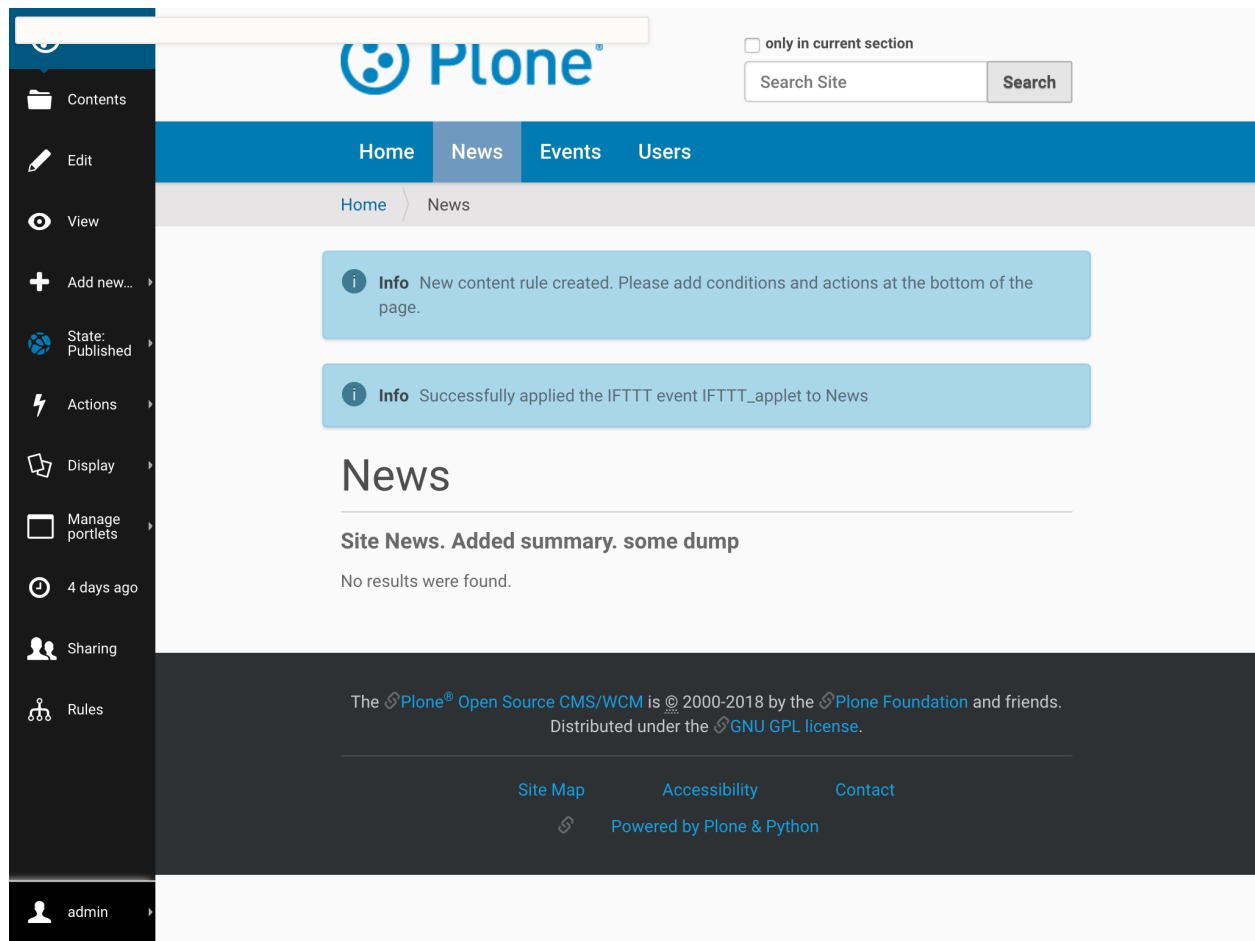 Plone®
only in current section
Search Site
Search
Contents
Edit
View
Add new...
State:
Published
Actions
Display
Manage
portlets
4 days ago
Sharing
Rules
admin
Home
News
Events
Users
Home
News
Info New content rule created. Please add conditions and actions at the bottom of the
page.
Info Successfully applied the IFTTT event IFTTT_applet to News
News
Site News. Added summary. some dump
No results were found.
The Plone® Open Source CMS/WCM is © 2000-2018 by the Plone Foundation and friends.
Distributed under the GNU GPL license.
Site Map
Accessibility
Contact
Powered by Plone & Python